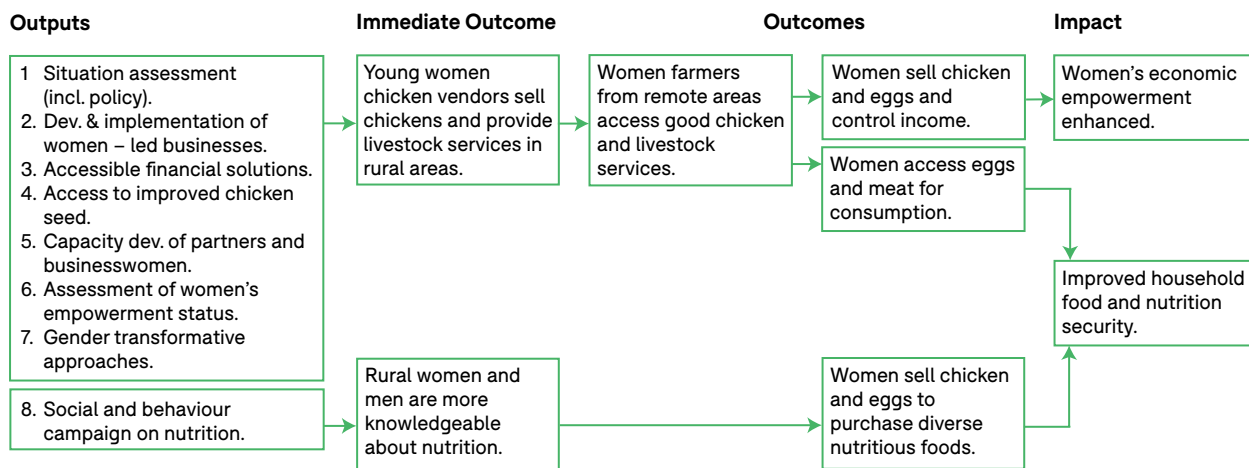 Outputs
Immediate Outcome
Outcomes
Impact
1 Situation assessment
(incl. policy).
2. Dev. & implementation of
women – led businesses.
3. Accessible financial solutions.
4. Access to improved chicken
seed.
5. Capacity dev. of partners and
businesswomen.
6. Assessment of women’s
empowerment status.
7. Gender transformative
approaches.
Young women
chicken vendors sell
chickens and provide
livestock services in
rural areas.
Women farmers
from remote areas
access good chicken
and livestock
services.
Women sell chicken
and eggs and
control income.
Women’s economic
empowerment
enhanced.
Women access eggs
and meat for
consumption.
Improved household
food and nutrition
security.
8. Social and behaviour
campaign on nutrition.
Rural women and
men are more
knowledgeable
about nutrition.
Women sell chicken
and eggs to
purchase diverse
nutritious foods.